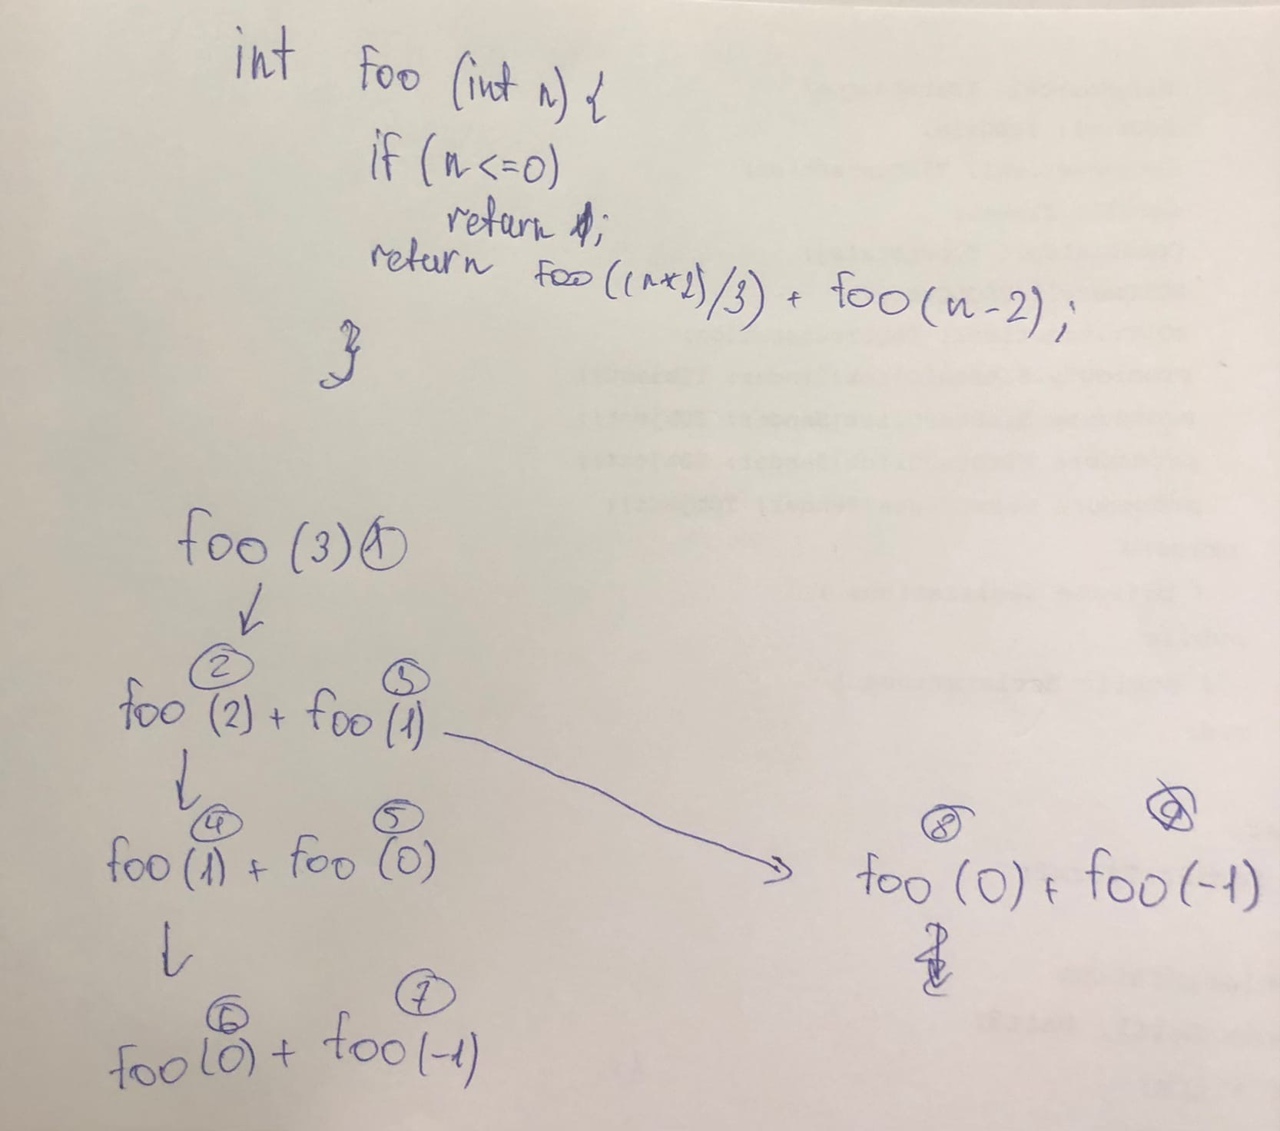 int foo (int n) {
if (n <= 0)
return 1;
return foo ((n*2)/3) + foo (n-2);
}
foo (3) 1
2 3
foo (2) + foo (1)
4 5
foo (1) + foo (0)
8 9
foo (0) + foo (-1)
6 7
foo (0) + foo (-1)